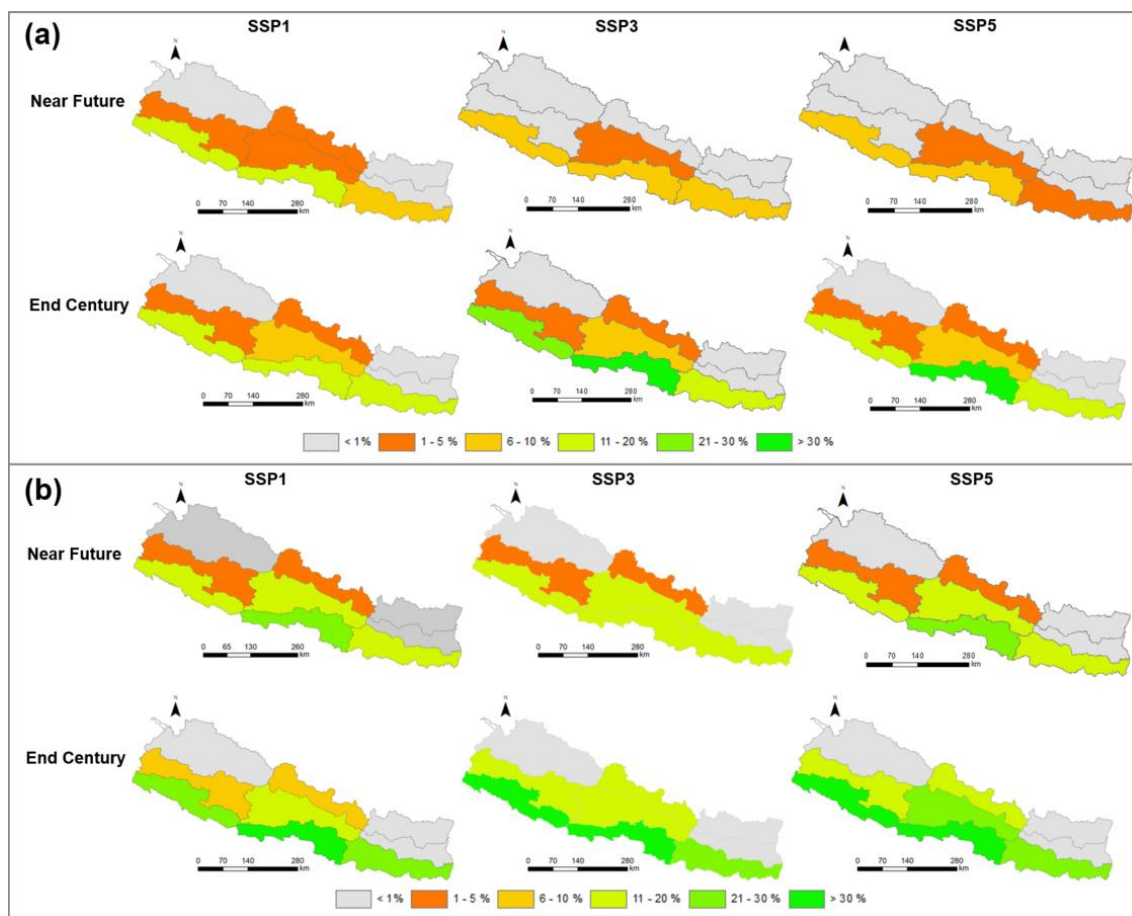 (a)
SSP1 SSP3 SSP5
N N N
Near Future
0 70 140 280 km
0 70 140 280 km
0 70 140 280 km
N N N
End Century
0 70 140 280 km
0 70 140 280 km
0 70 140 280 km
< 1% 1 - 5 % 6 - 10 % 11 - 20 % 21 - 30 % > 30 %
(b)
SSP1 SSP3 SSP5
N N N
Near Future
0 65 130 260 km
0 70 140 280 km
0 70 140 280 km
N N N
End Century
0 70 140 280 km
0 70 140 280 km
0 70 140 280 km
< 1% 1 - 5 % 6 - 10 % 11 - 20 % 21 - 30 % > 30 %